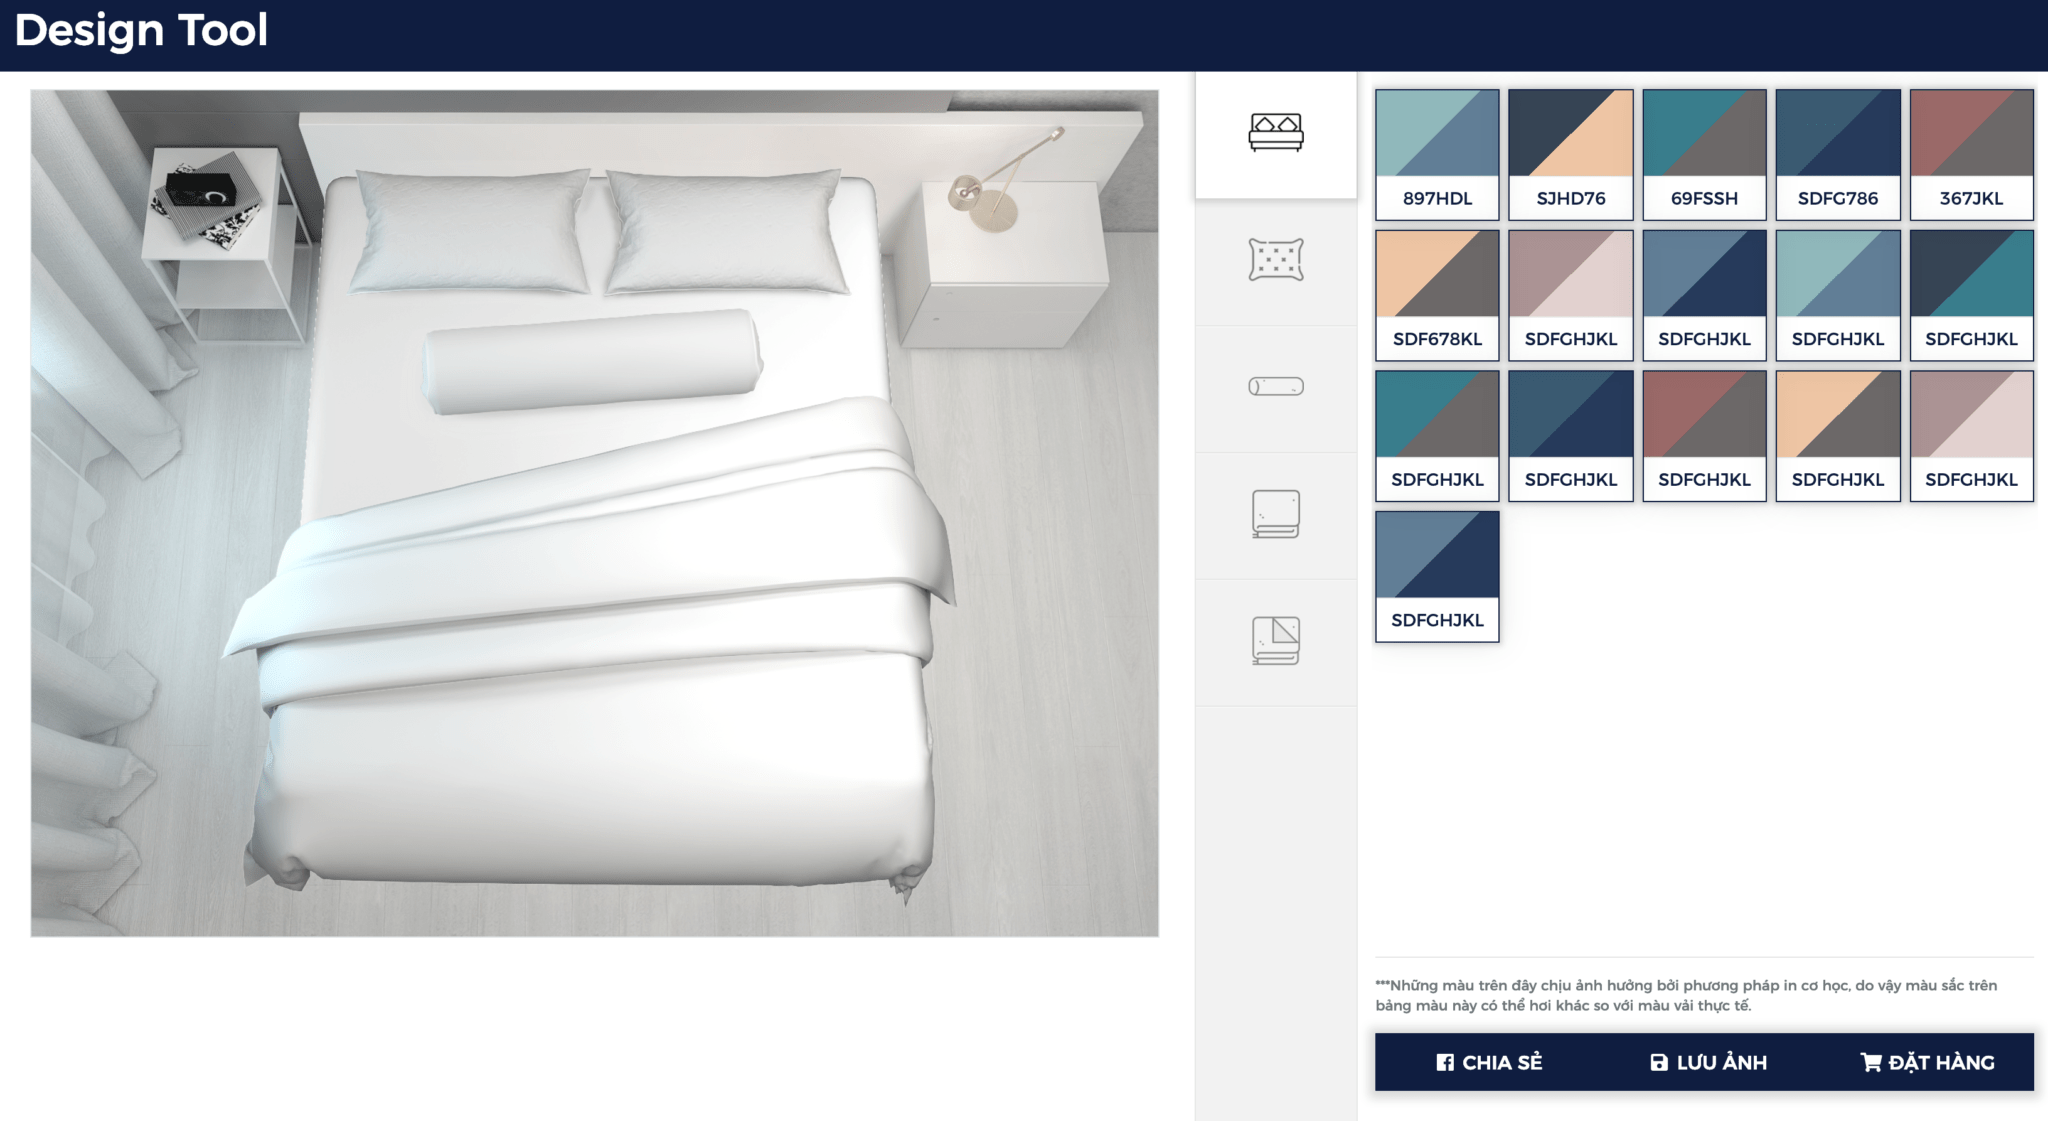 Design Tool
897HDL
SJHD76
69FSSH
SDFG786
367JKL
SDF678KL
SDFGHJKL
SDFGHJKL
SDFGHJKL
SDFGHJKL
SDFGHJKL
SDFGHJKL
SDFGHJKL
SDFGHJKL
SDFGHJKL
SDFGHJKL
***Những màu trên đây chịu ảnh hưởng bởi phương pháp in cơ học, do vậy màu sắc trên
bảng màu này có thể hơi khác so với màu vải thực tế.
CHIA SẺ
LƯU ẢNH
ĐẶT HÀNG